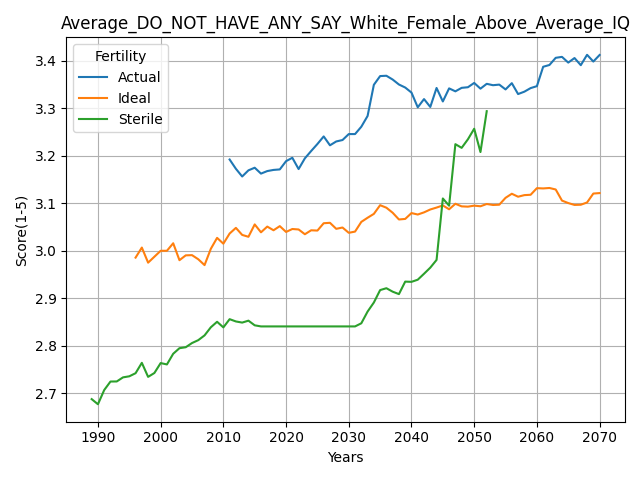 Average_DO_NOT_HAVE_ANY_SAY_White_Female_Above_Average_IQ
Fertility
Actual
Ideal
Sterile
Score(1-5)
3.4
3.3
3.2
3.1
3.0
2.9
2.8
2.7
1990 2000 2010 2020 2030 2040 2050 2060 2070
Years